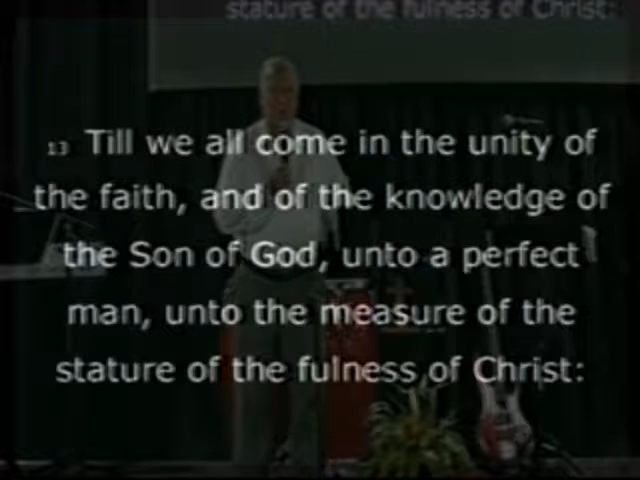 stature of the fulness of Christ:
13 Till we all come in the unity of
the faith, and of the knowledge of
the Son of God, unto a perfect
man, unto the measure of the
stature of the fulness of Christ: